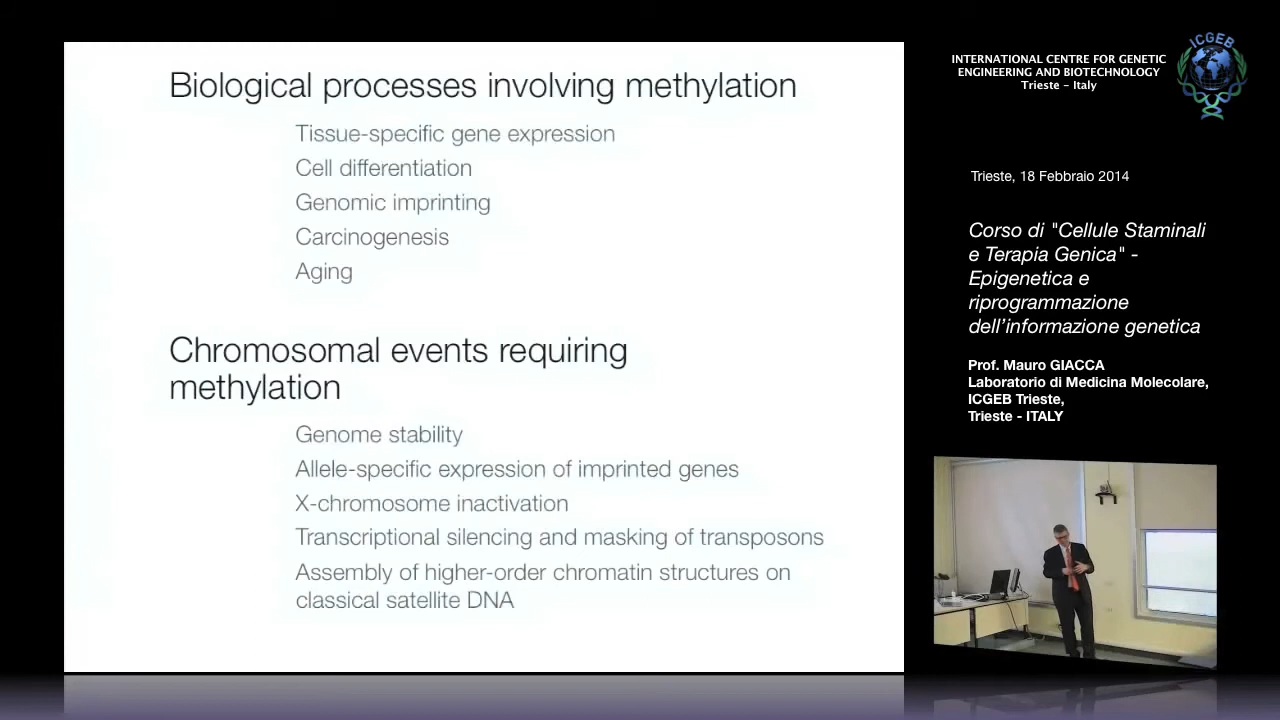 Biological processes involving methylation
Tissue-specific gene expression
Cell differentiation
Genomic imprinting
Carcinogenesis
Aging
Chromosomal events requiring
methylation
Genome stability
Allele-specific expression of imprinted genes
X-chromosome inactivation
Transcriptional silencing and masking of transposons
Assembly of higher-order chromatin structures on
classical satellite DNA
INTERNATIONAL CENTRE FOR GENETIC
ENGINEERING AND BIOTECHNOLOGY
Trieste - Italy
ICGEB
Trieste, 18 Febbraio 2014
Corso di "Cellule Staminali
e Terapia Genica" -
Epigenetica e
riprogrammazione
dell’informazione genetica
Prof. Mauro GIACCA
Laboratorio di Medicina Molecolare,
ICGEB Trieste,
Trieste - ITALY